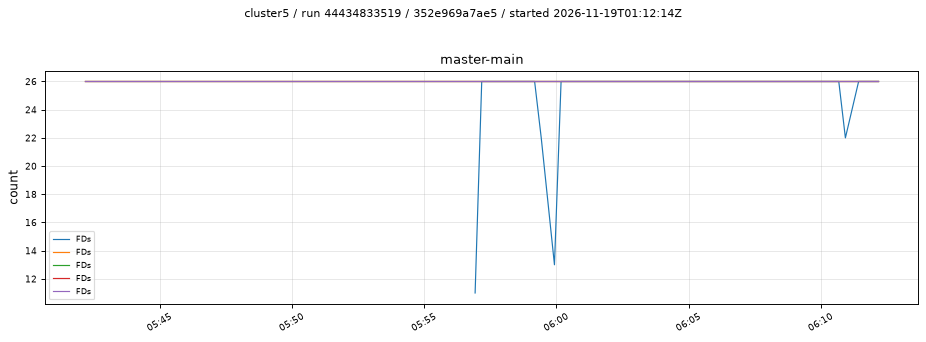 cluster5 / run 44434833519 / 352e969a7ae5 / started 2026-11-19T01:12:14Z
master-main
count
26
24
22
20
18
16
14
12
FDs
FDs
FDs
FDs
FDs
05:45
05:50
05:55
06:00
06:05
06:10